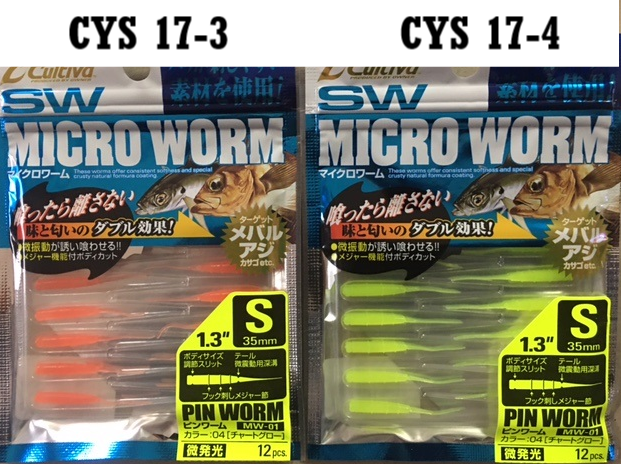 CYS 17-3
Cultiva
SW
素材を使用!
MICRO WORM
マイクロワーム
These worms offer consistent softness and special
crusty natural formura coating.
喰ったら離さない
味と匂いの ダブル効果!
●微振動が誘い喰わせる!!
●メジャー機能付ボディカット
ターゲット
メバル
アジ
カサゴ etc.
1.3"
S
35mm
ボディサイズ
調節スリット
テール
微震動用深溝
フック刺しメジャー節
PIN WORM
ピンワーム MW-01
カラー:04 [チャートグロー]
微発光 12pcs.
CYS 17-4
Cultiva
SW
素材を使用!
MICRO WORM
マイクロワーム
These worms offer consistent softness and special
crusty natural formura coating.
喰ったら離さない
味と匂いの ダブル効果!
●微振動が誘い喰わせる!!
●メジャー機能付ボディカット
ターゲット
メバル
アジ
カサゴ etc.
1.3"
S
35mm
ボディサイズ
調節スリット
テール
微震動用深溝
フック刺しメジャー節
PIN WORM
ピンワーム MW-01
カラー:04 [チャートグロー]
微発光 12pcs.